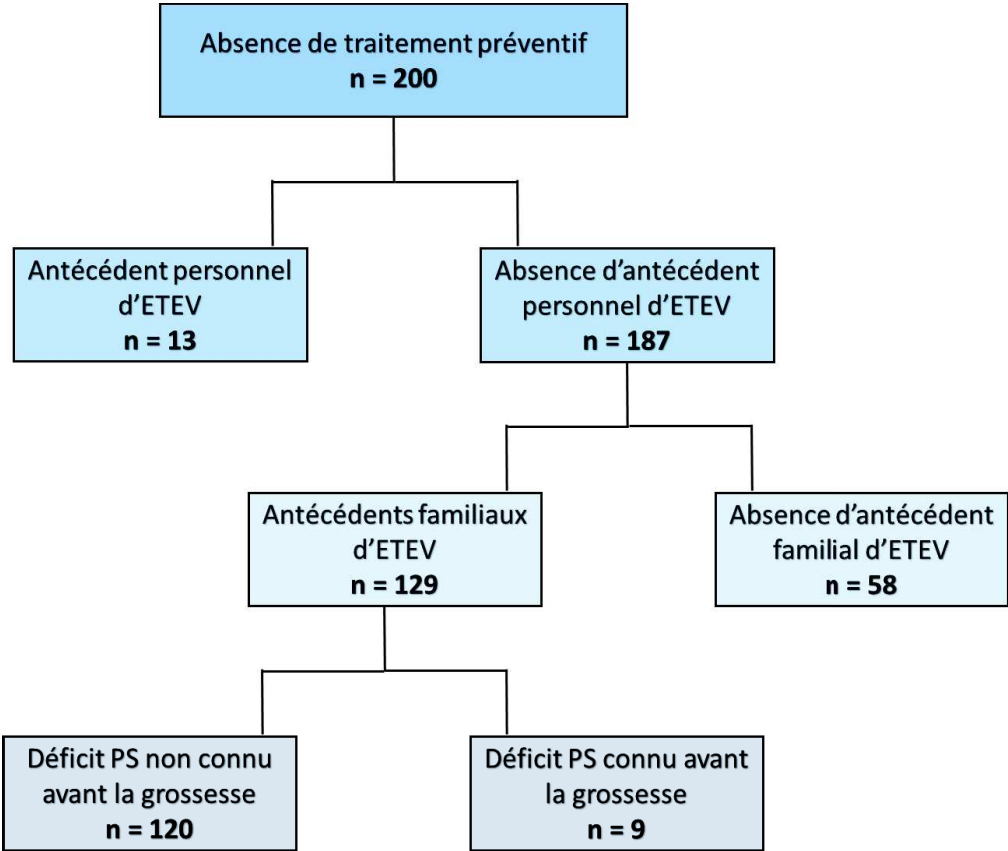 Absence de traitement préventif
n = 200
Antécédent personnel
d'ETEV
n = 13
Absence d'antécédent
personnel d'ETEV
n = 187
Antécédents familiaux
d'ETEV
n = 129
Absence d'antécédent
familial d'ETEV
n = 58
Déficit PS non connu
avant la grossesse
n = 120
Déficit PS connu avant
la grossesse
n = 9